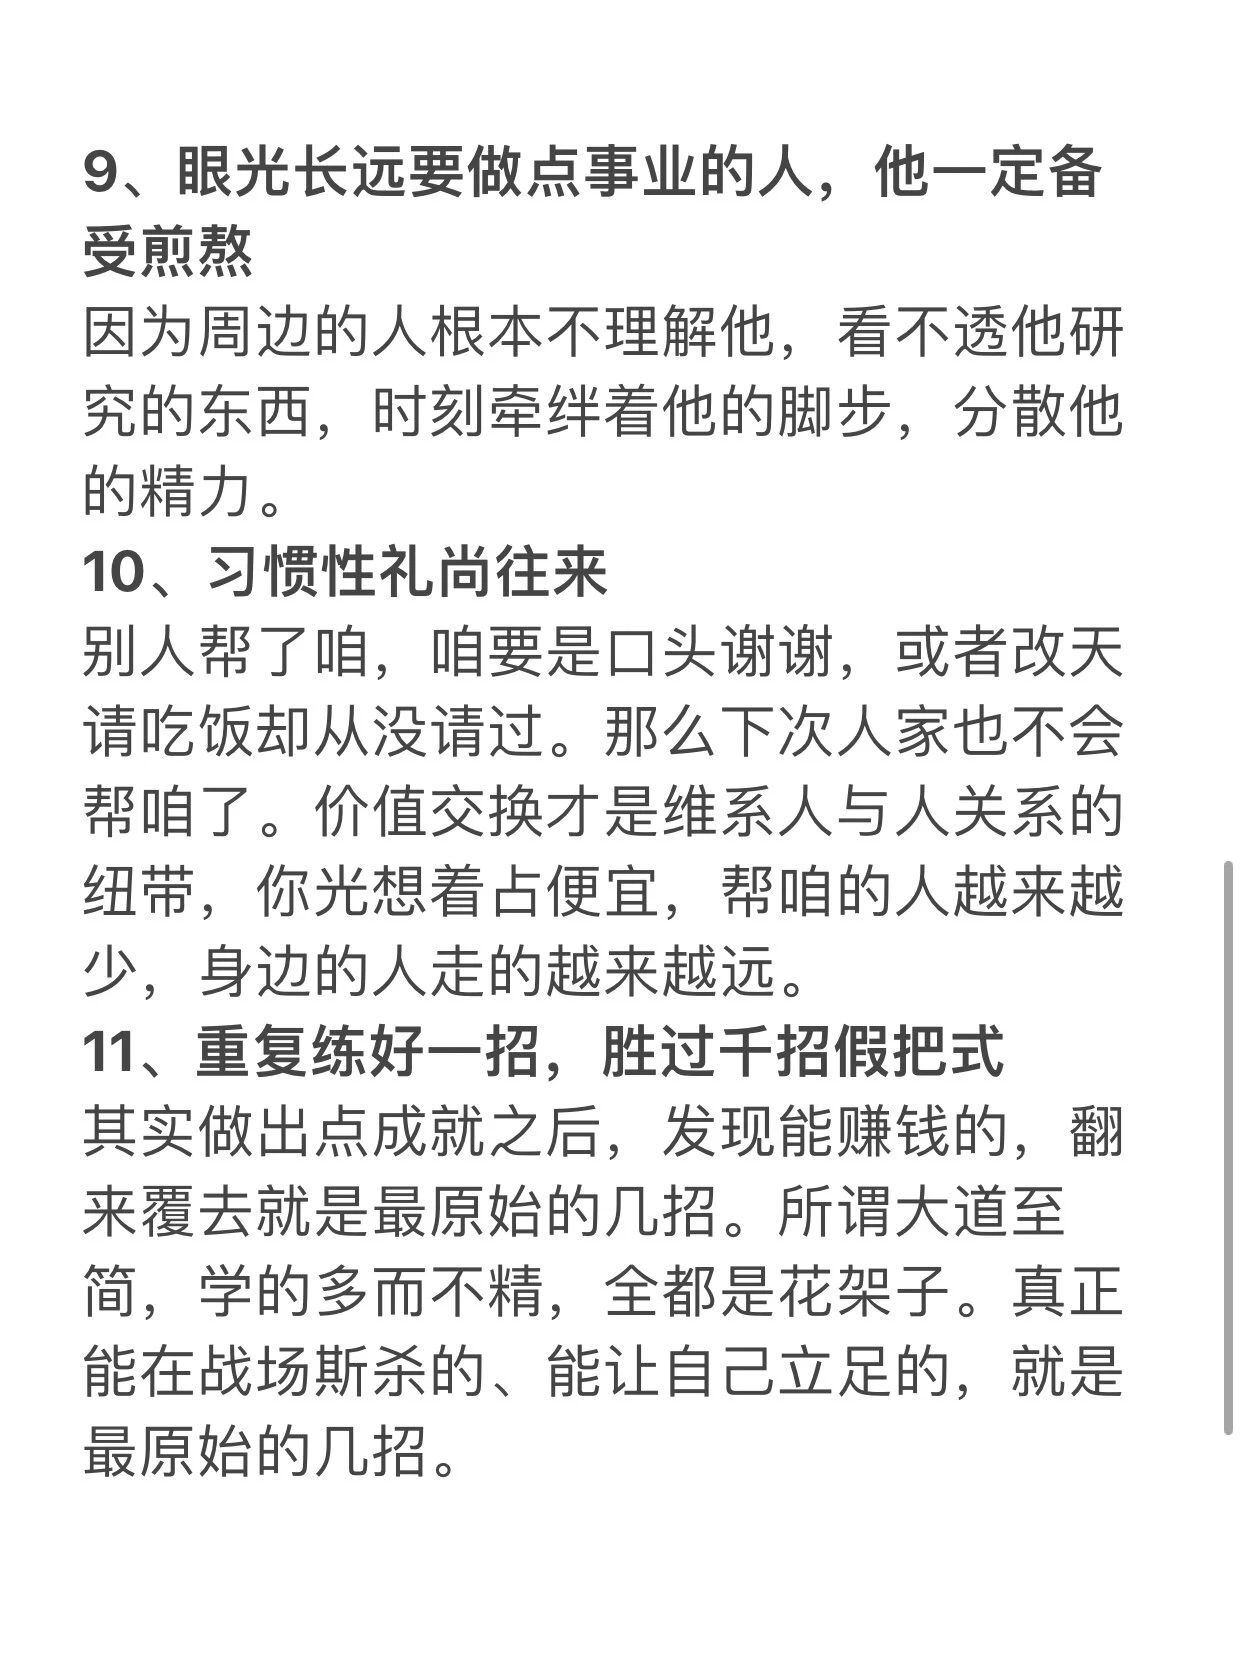 9、眼光长远要做点事业的人，他一定备
受煎熬
因为周边的人根本不理解他，看不透他研
究的东西，时刻牵绊着他的脚步，分散他
的精力。
10、习惯性礼尚往来
别人帮了咱，咱要是口头谢谢，或者改天
请吃饭却从没请过。那么下次人家也不会
帮咱了。价值交换才是维系人与人关系的
纽带，你光想着占便宜，帮咱的人越来越
少，身边的人走的越来越远。
11、重复练好一招，胜过千招假把式
其实做出点成就之后，发现能赚钱的，翻
来覆去就是最原始的几招。所谓大道至
简，学的多而不精，全都是花架子。真正
能在战场斯杀的、能让自己立足的，就是
最原始的几招。